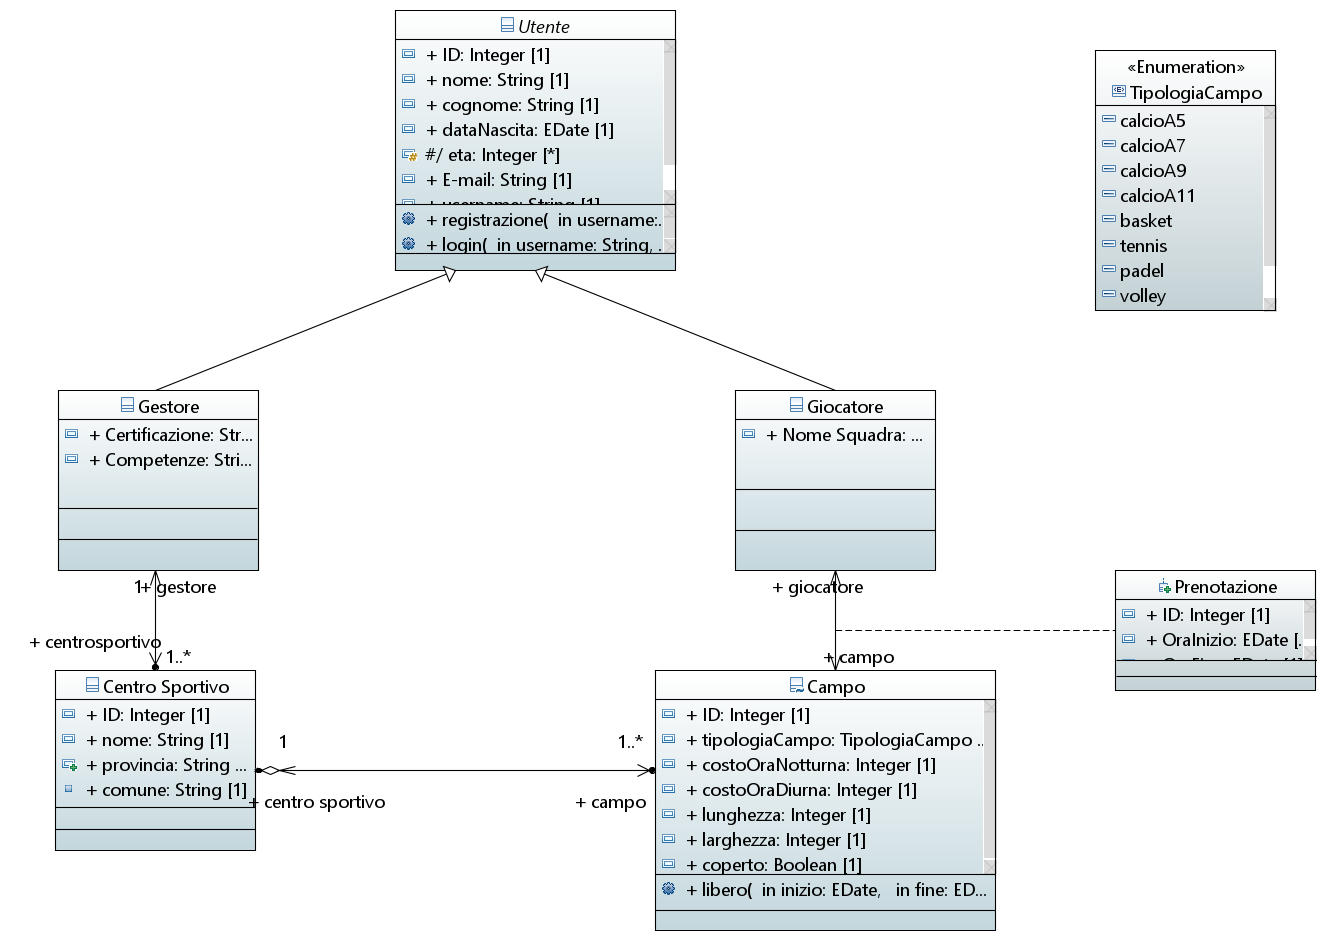 Utente
+ ID: Integer [1]
+ nome: String [1]
+ cognome: String [1]
+ dataNascita: EDate [1]
#/ eta: Integer [*]
+ E-mail: String [1]
+ username: String [1]
+ registrazione( in username:..
+ login( in username: String, .
«Enumeration»
TipologiaCampo
calcioA5
calcioA7
calcioA9
calcioA11
basket
tennis
padel
volley
Gestore
+ Certificazione: Str...
+ Competenze: Stri...
Giocatore
+ Nome Squadra: ...
1
+ gestore
+ centrosportivo
1..*
+ giocatore
+ campo
Prenotazione
+ ID: Integer [1]
+ OraInizio: EDate [.
Centro Sportivo
+ ID: Integer [1]
+ nome: String [1]
+ provincia: String ...
+ comune: String [1]
1
1..*
+ centro sportivo
+ campo
Campo
+ ID: Integer [1]
+ tipologiaCampo: TipologiaCampo ..
+ costoOraNotturna: Integer [1]
+ costoOraDiurna: Integer [1]
+ lunghezza: Integer [1]
+ larghezza: Integer [1]
+ coperto: Boolean [1]
+ libero( in inizio: EDate, in fine: ED...